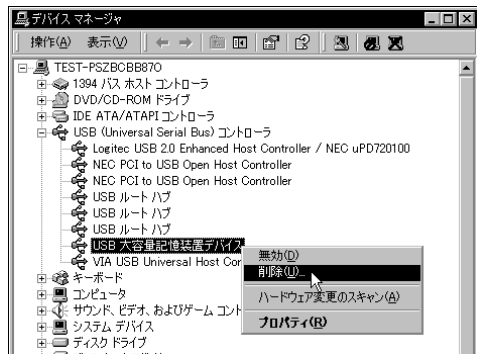 デバイス マネージャ
操作(A) 表示(V)
TEST-PSZBCBB870
1394 バス ホスト コントローラ
DVD/CD-ROM ドライブ
IDE ATA/ATAPI コントローラ
USB (Universal Serial Bus) コントローラ
Logitec USB 2.0 Enhanced Host Controller / NEC uPD720100
NEC PCI to USB Open Host Controller
NEC PCI to USB Open Host Controller
USB ルート ハブ
USB ルート ハブ
USB ルート ハブ
USB 大容量記憶装置デバイス
VIA USB Universal Host Con
キーボード
コンピュータ
サウンド、ビデオ、およびゲーム コント
システム デバイス
ディスク ドライブ
無効(D)
削除(U)...
ハードウェア変更のスキャン(A)
プロパティ(R)